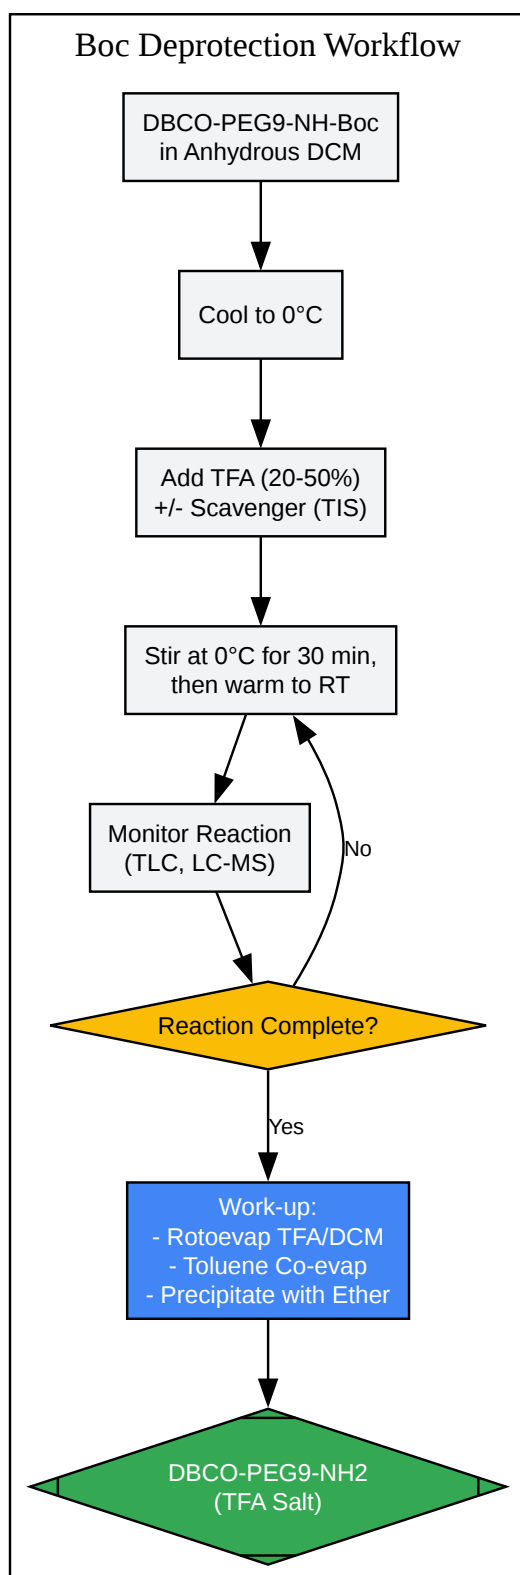 Boc Deprotection Workflow
DBCO-PEG9-NH-Boc
in Anhydrous DCM
Cool to 0°C
Add TFA (20-50%)
+/- Scavenger (TIS)
Stir at 0°C for 30 min,
then warm to RT
Monitor Reaction
(TLC, LC-MS)
No
Reaction Complete?
Yes
Work-up:
- Rotoevap TFA/DCM
- Toluene Co-evap
- Precipitate with Ether
DBCO-PEG9-NH2
(TFA Salt)